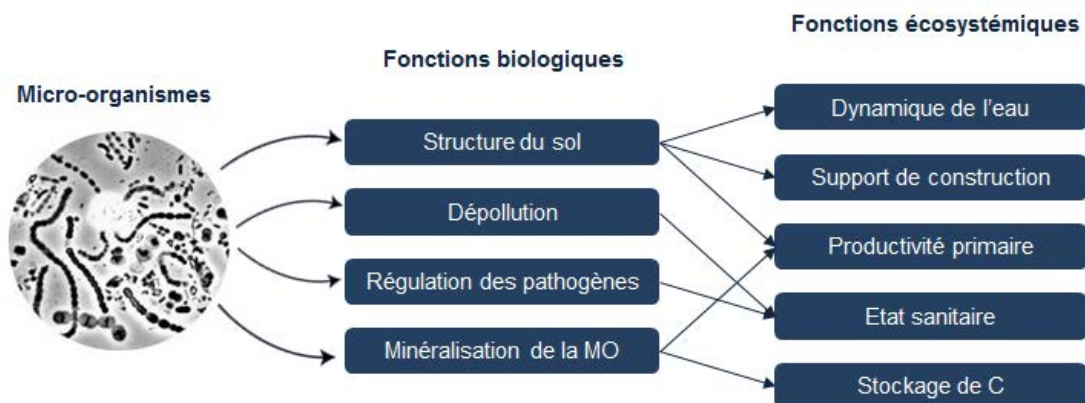 Micro-organismes
Fonctions biologiques
Structure du sol
Dépollution
Régulation des pathogènes
Minéralisation de la MO
Fonctions écosystémiques
Dynamique de l'eau
Support de construction
Productivité primaire
Etat sanitaire
Stockage de C